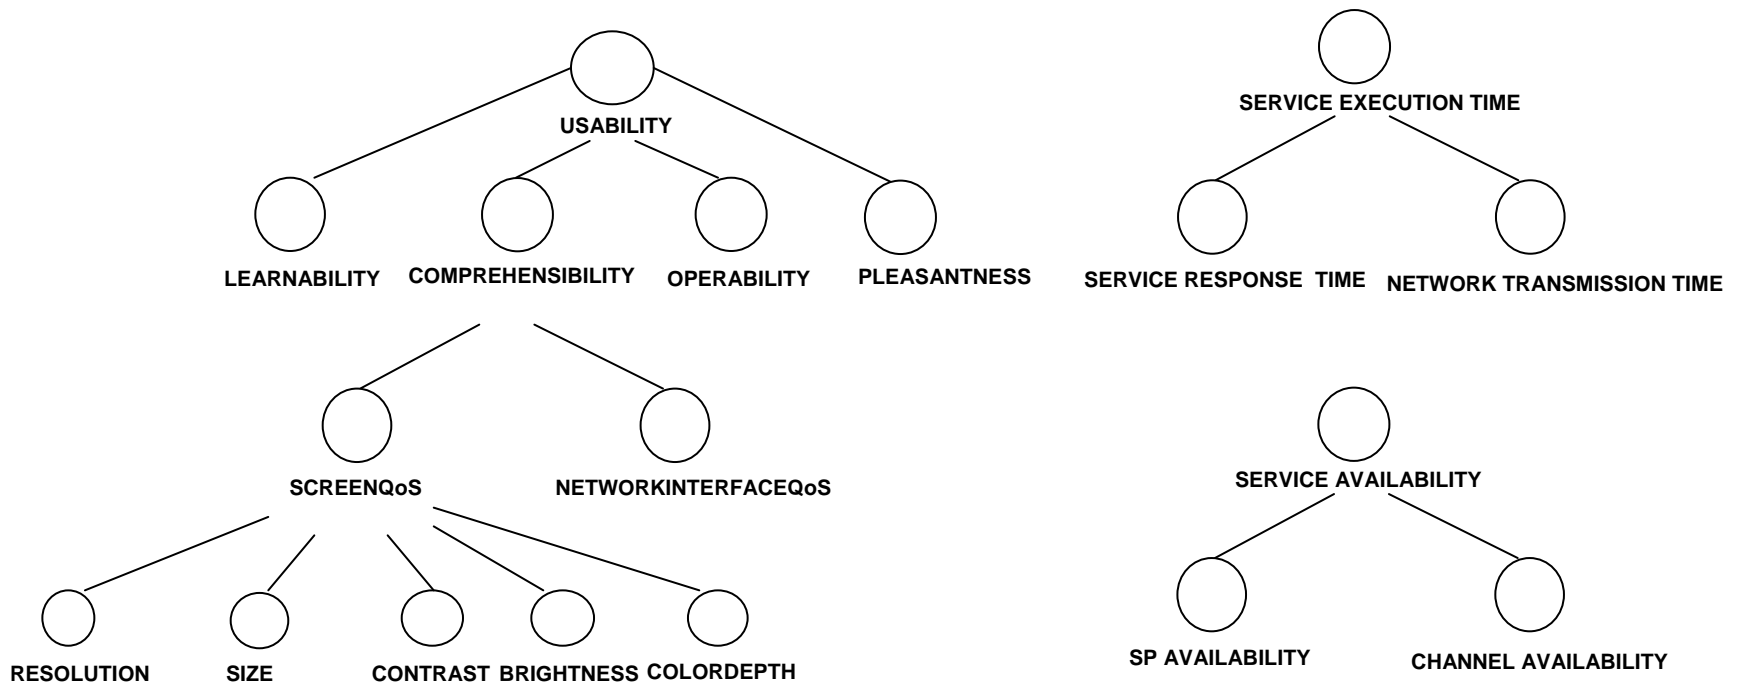 USABILITY
LEARNABILITY
COMPREHENSIBILITY
OPERABILITY
PLEASANTNESS
SCREENQoS
NETWORKINTERFACEQoS
RESOLUTION
SIZE
CONTRAST
BRIGHTNESS
COLORDEPTH
SERVICE EXECUTION TIME
SERVICE RESPONSE TIME
NETWORK TRANSMISSION TIME
SERVICE AVAILABILITY
SP AVAILABILITY
CHANNEL AVAILABILITY